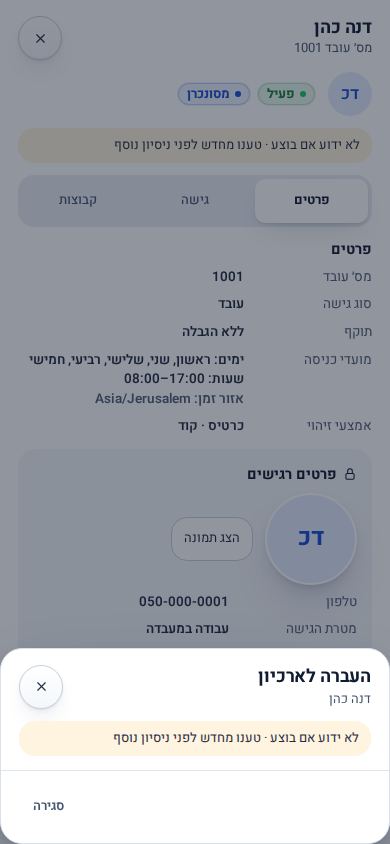 דנה כהן
מס׳ עובד 1001
דכ
פעיל
מסונכרן
לא ידוע אם בוצע · טענו מחדש לפני ניסיון נוסף
פרטים
גישה
קבוצות
פרטים
מס׳ עובד 1001
סוג גישה עובד
תוקף ללא הגבלה
מועדי כניסה ימים: ראשון, שני, שלישי, רביעי, חמישי
שעות: 08:00–17:00
אזור זמן: Asia/Jerusalem
אמצעי זיהוי כרטיס · קוד
פרטים רגישים
דכ
הצג תמונה
טלפון 050-000-0001
מטרת הגישה עבודה במעבדה
העברה לארכיון
דנה כהן
לא ידוע אם בוצע · טענו מחדש לפני ניסיון נוסף
סגירה